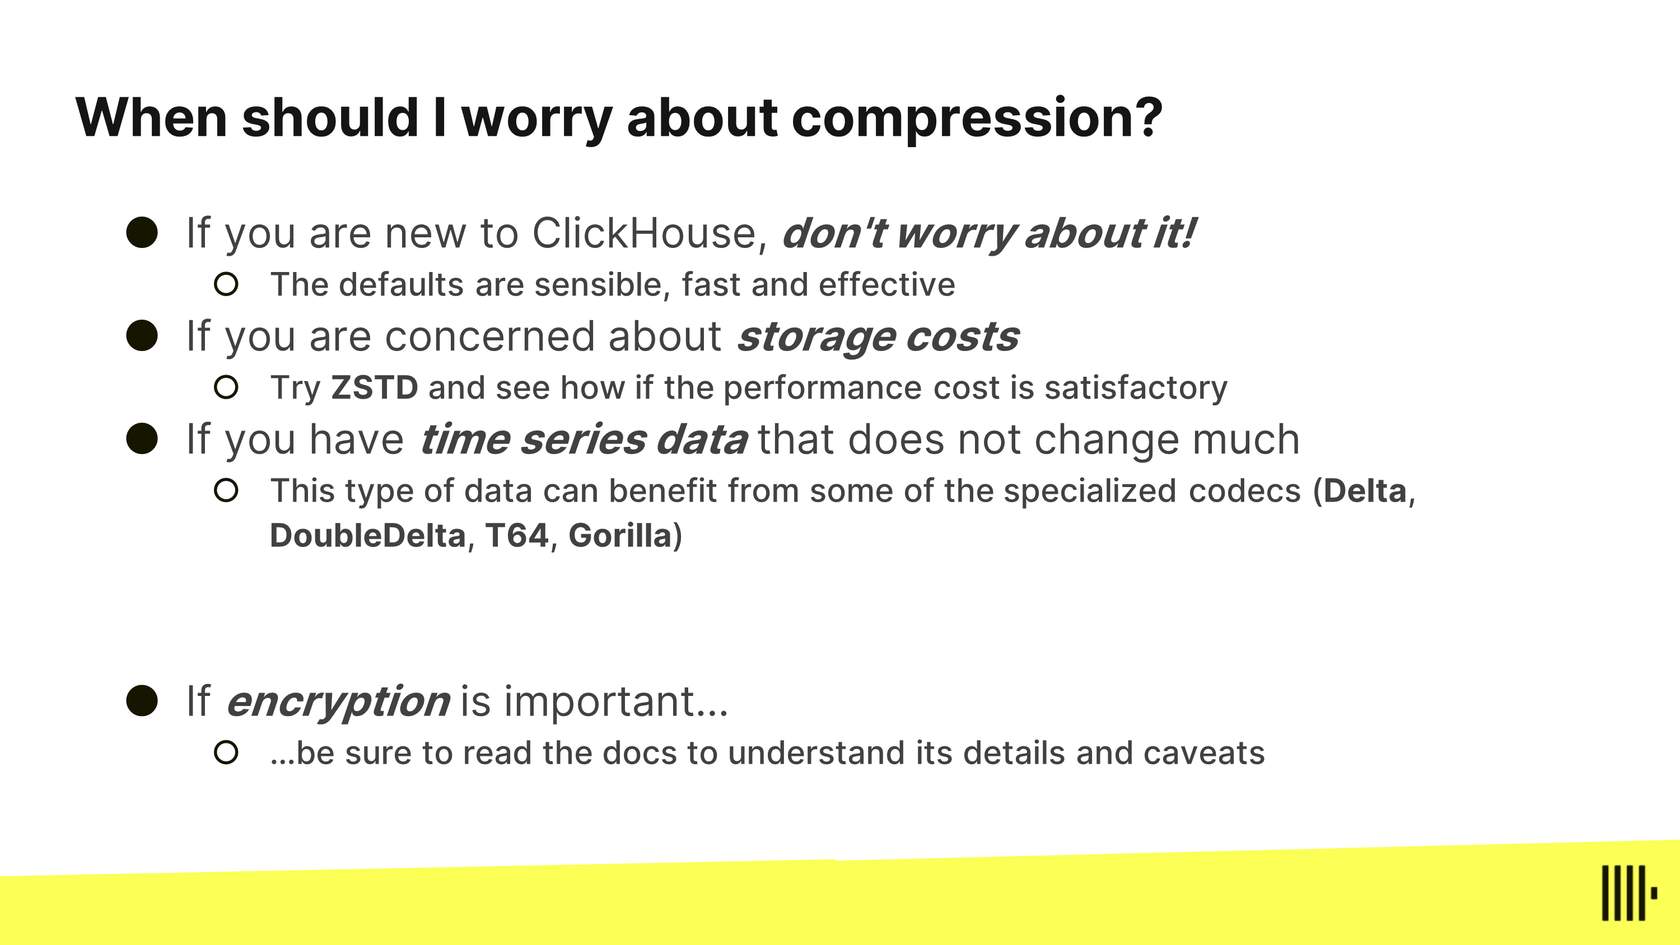 When should I worry about compression?
● If you are new to ClickHouse, don't worry about it!
○ The defaults are sensible, fast and effective
● If you are concerned about storage costs
○ Try ZSTD and see how if the performance cost is satisfactory
● If you have time series data that does not change much
○ This type of data can benefit from some of the specialized codecs (Delta,
DoubleDelta, T64, Gorilla)
● If encryption is important...
○ ...be sure to read the docs to understand its details and caveats